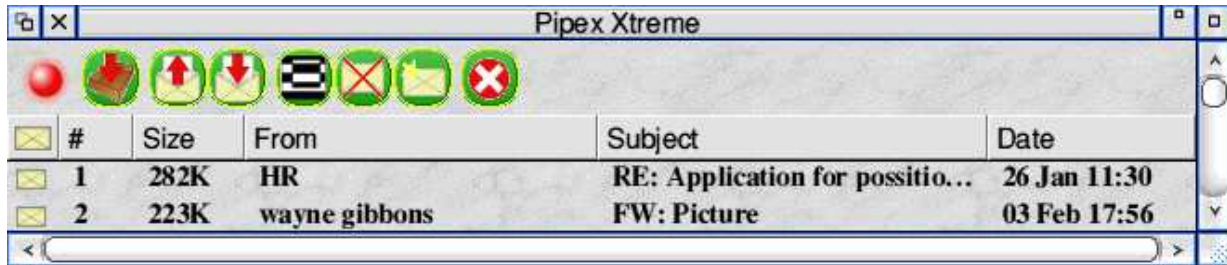 Pipex Xtreme
# Size From Subject Date
1 282K HR RE: Application for possitio... 26 Jan 11:30
2 223K wayne gibbons FW: Picture 03 Feb 17:56